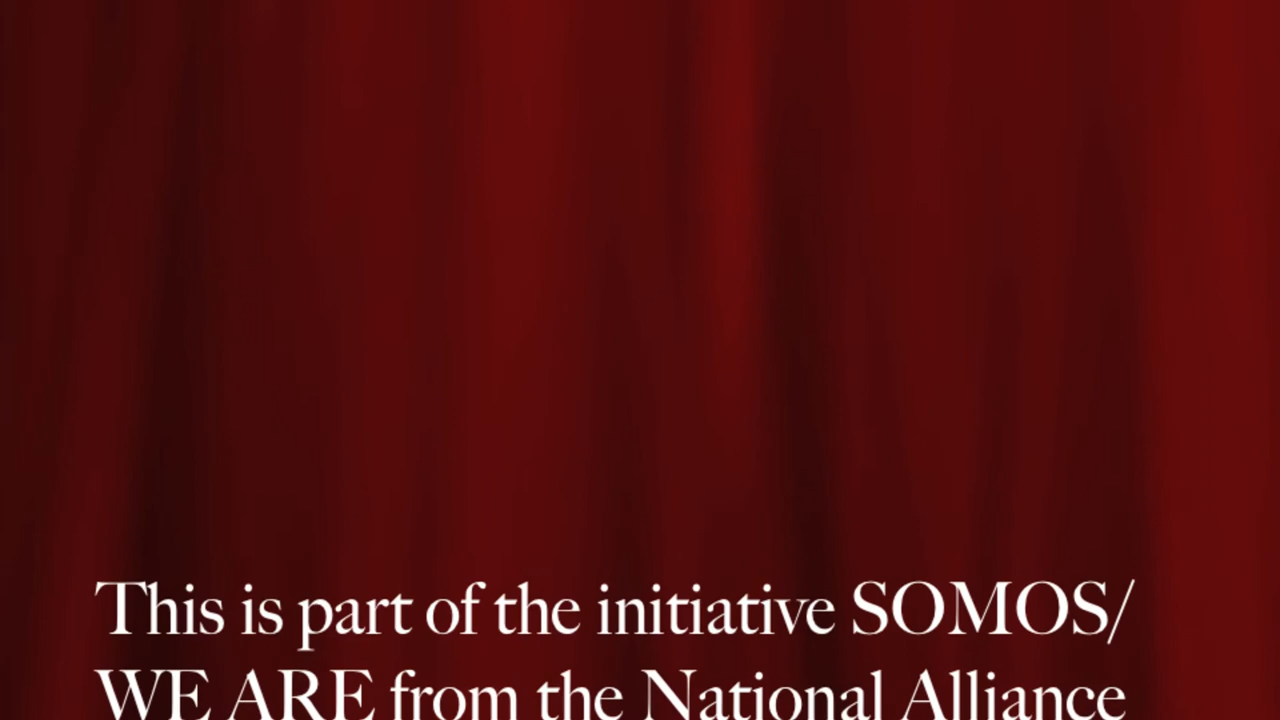 This is part of the initiative SOMOS/
WE ARE from the National Alliance